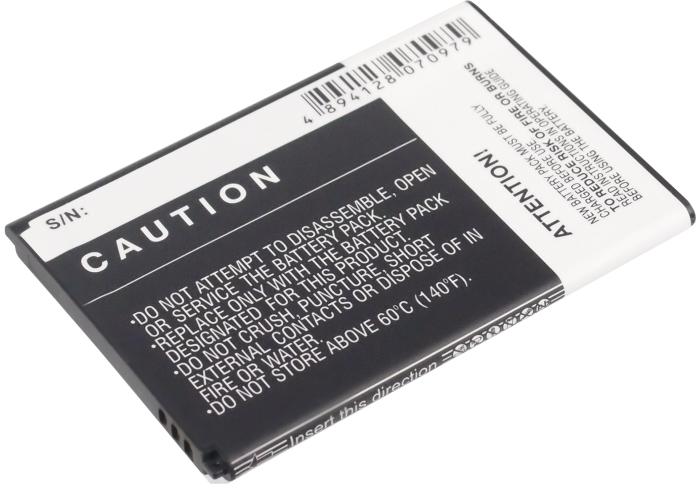 S/N:
4 894128 070979
CAUTION
•DO NOT ATTEMPT TO DISASSEMBLE, OPEN
OR SERVICE THE BATTERY PACK.
•REPLACE ONLY WITH THE BATTERY PACK
DESIGNATED FOR THIS PRODUCT.
•DO NOT CRUSH, PUNCTURE, SHORT
EXTERNAL CONTACTS OR DISPOSE OF IN
FIRE OR WATER.
•DO NOT STORE ABOVE 60°C (140°F).
Insert this direction
ATTENTION!
NEW BATTERY PACK MUST BE FULLY
CHARGED BEFORE USE.
TO REDUCE RISK OF FIRE OR BURNS
READ INSTRUCTIONS IN OPERATING GUIDE
BEFORE USING THE BATTERY.